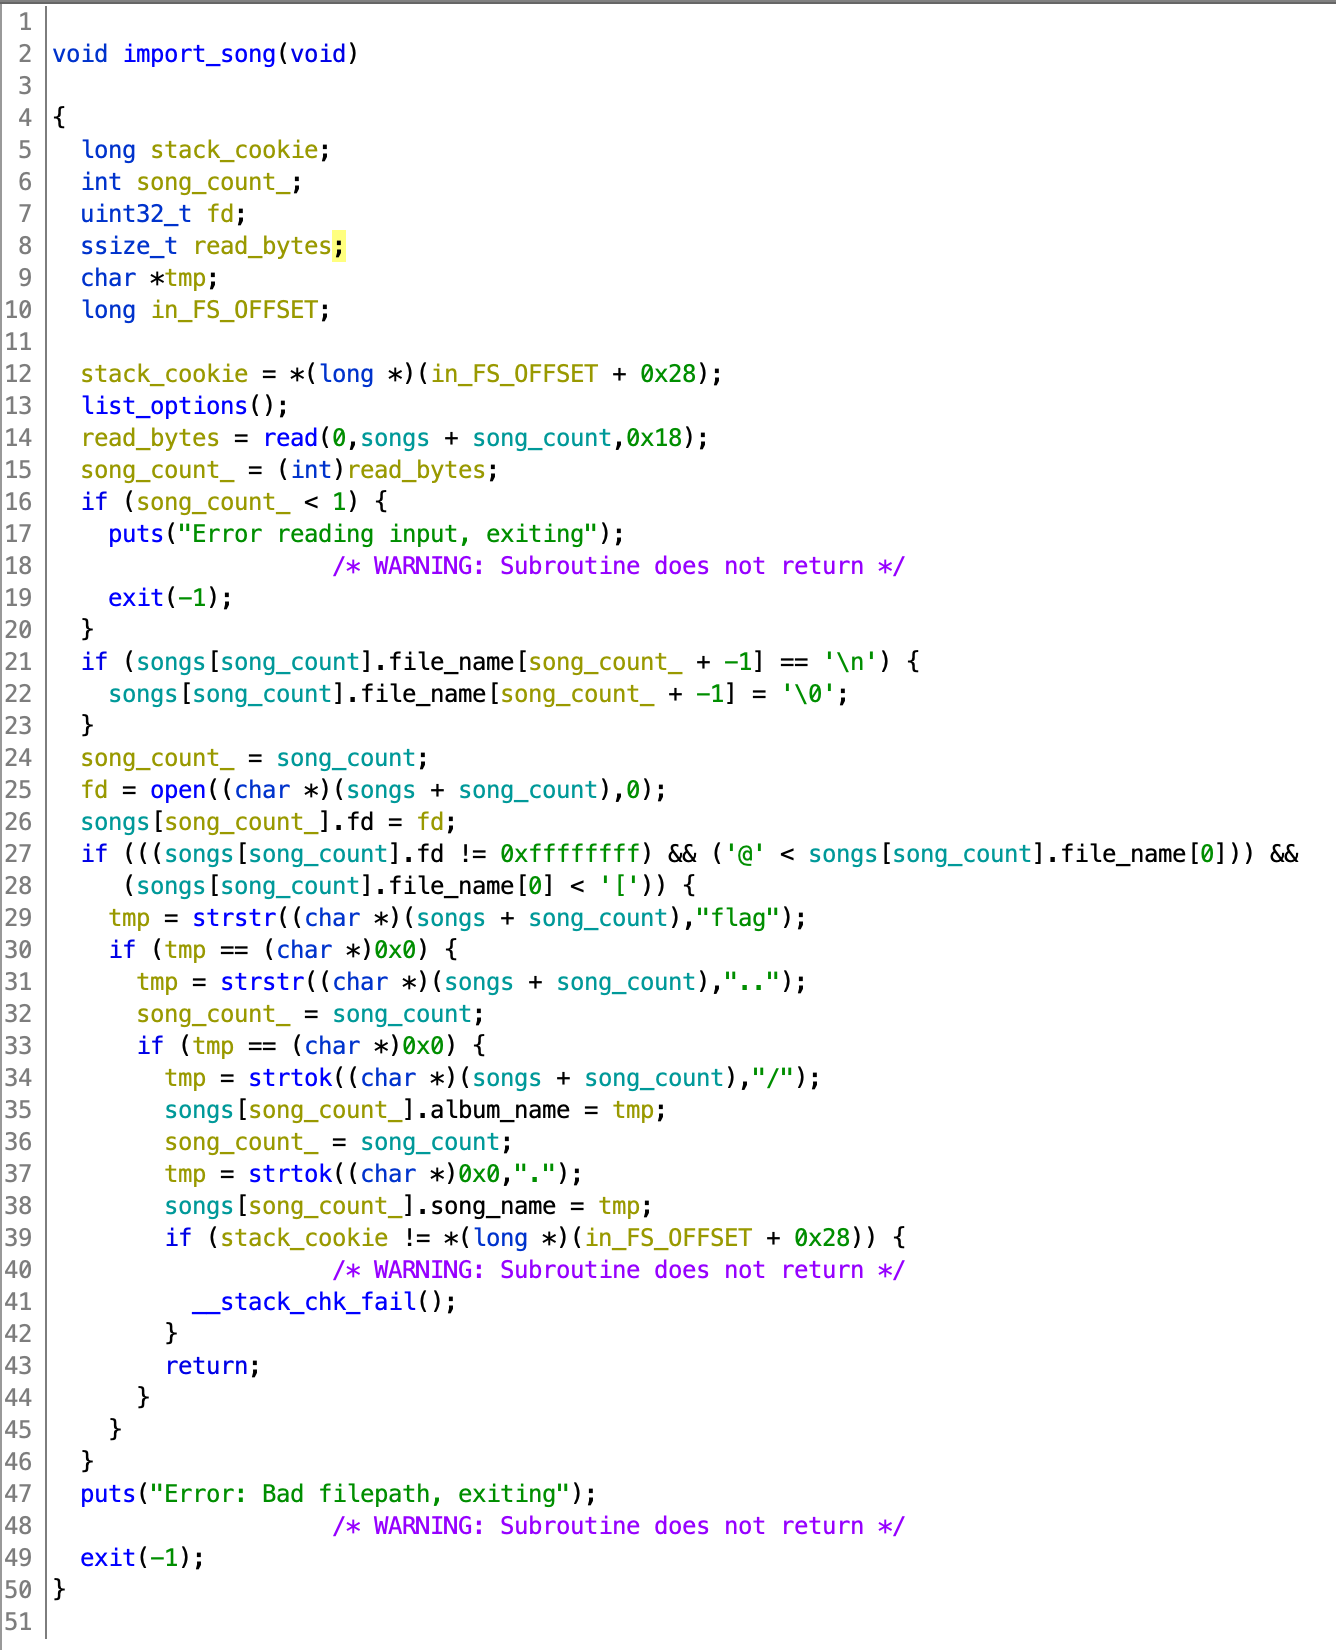 1
2 void import_song(void)
3
4 {
5   long stack_cookie;
6   int song_count_;
7   uint32_t fd;
8   ssize_t read_bytes;
9   char *tmp;
10   long in_FS_OFFSET;
11
12   stack_cookie = *(long *)(in_FS_OFFSET + 0x28);
13   list_options();
14   read_bytes = read(0,songs + song_count,0x18);
15   song_count_ = (int)read_bytes;
16   if (song_count_ < 1) {
17     puts("Error reading input, exiting");
18                     /* WARNING: Subroutine does not return */
19     exit(-1);
20   }
21   if (songs[song_count].file_name[song_count_ + -1] == '\n') {
22     songs[song_count].file_name[song_count_ + -1] = '\0';
23   }
24   song_count_ = song_count;
25   fd = open((char *)(songs + song_count),0);
26   songs[song_count_].fd = fd;
27   if (((songs[song_count].fd != 0xffffffff) && ('@' < songs[song_count].file_name[0])) &&
28      (songs[song_count].file_name[0] < '[')) {
29     tmp = strstr((char *)(songs + song_count),"flag");
30     if (tmp == (char *)0x0) {
31       tmp = strstr((char *)(songs + song_count),"..");
32       song_count_ = song_count;
33       if (tmp == (char *)0x0) {
34         tmp = strtok((char *)(songs + song_count),"/");
35         songs[song_count_].album_name = tmp;
36         song_count_ = song_count;
37         tmp = strtok((char *)0x0,".");
38         songs[song_count_].song_name = tmp;
39         if (stack_cookie != *(long *)(in_FS_OFFSET + 0x28)) {
40                     /* WARNING: Subroutine does not return */
41           __stack_chk_fail();
42         }
43         return;
44       }
45     }
46   }
47   puts("Error: Bad filepath, exiting");
48                     /* WARNING: Subroutine does not return */
49   exit(-1);
50 }
51